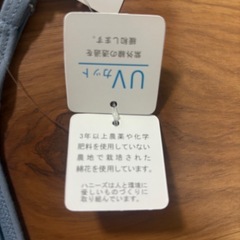 UVカット
紫外線の透過を
緩和します。
3年以上農薬や化学
肥料を使用していない
農地で栽培された
綿花を使用しています。
ハニーズは人と環境に
優しいものづくりに
取り組んでいます。